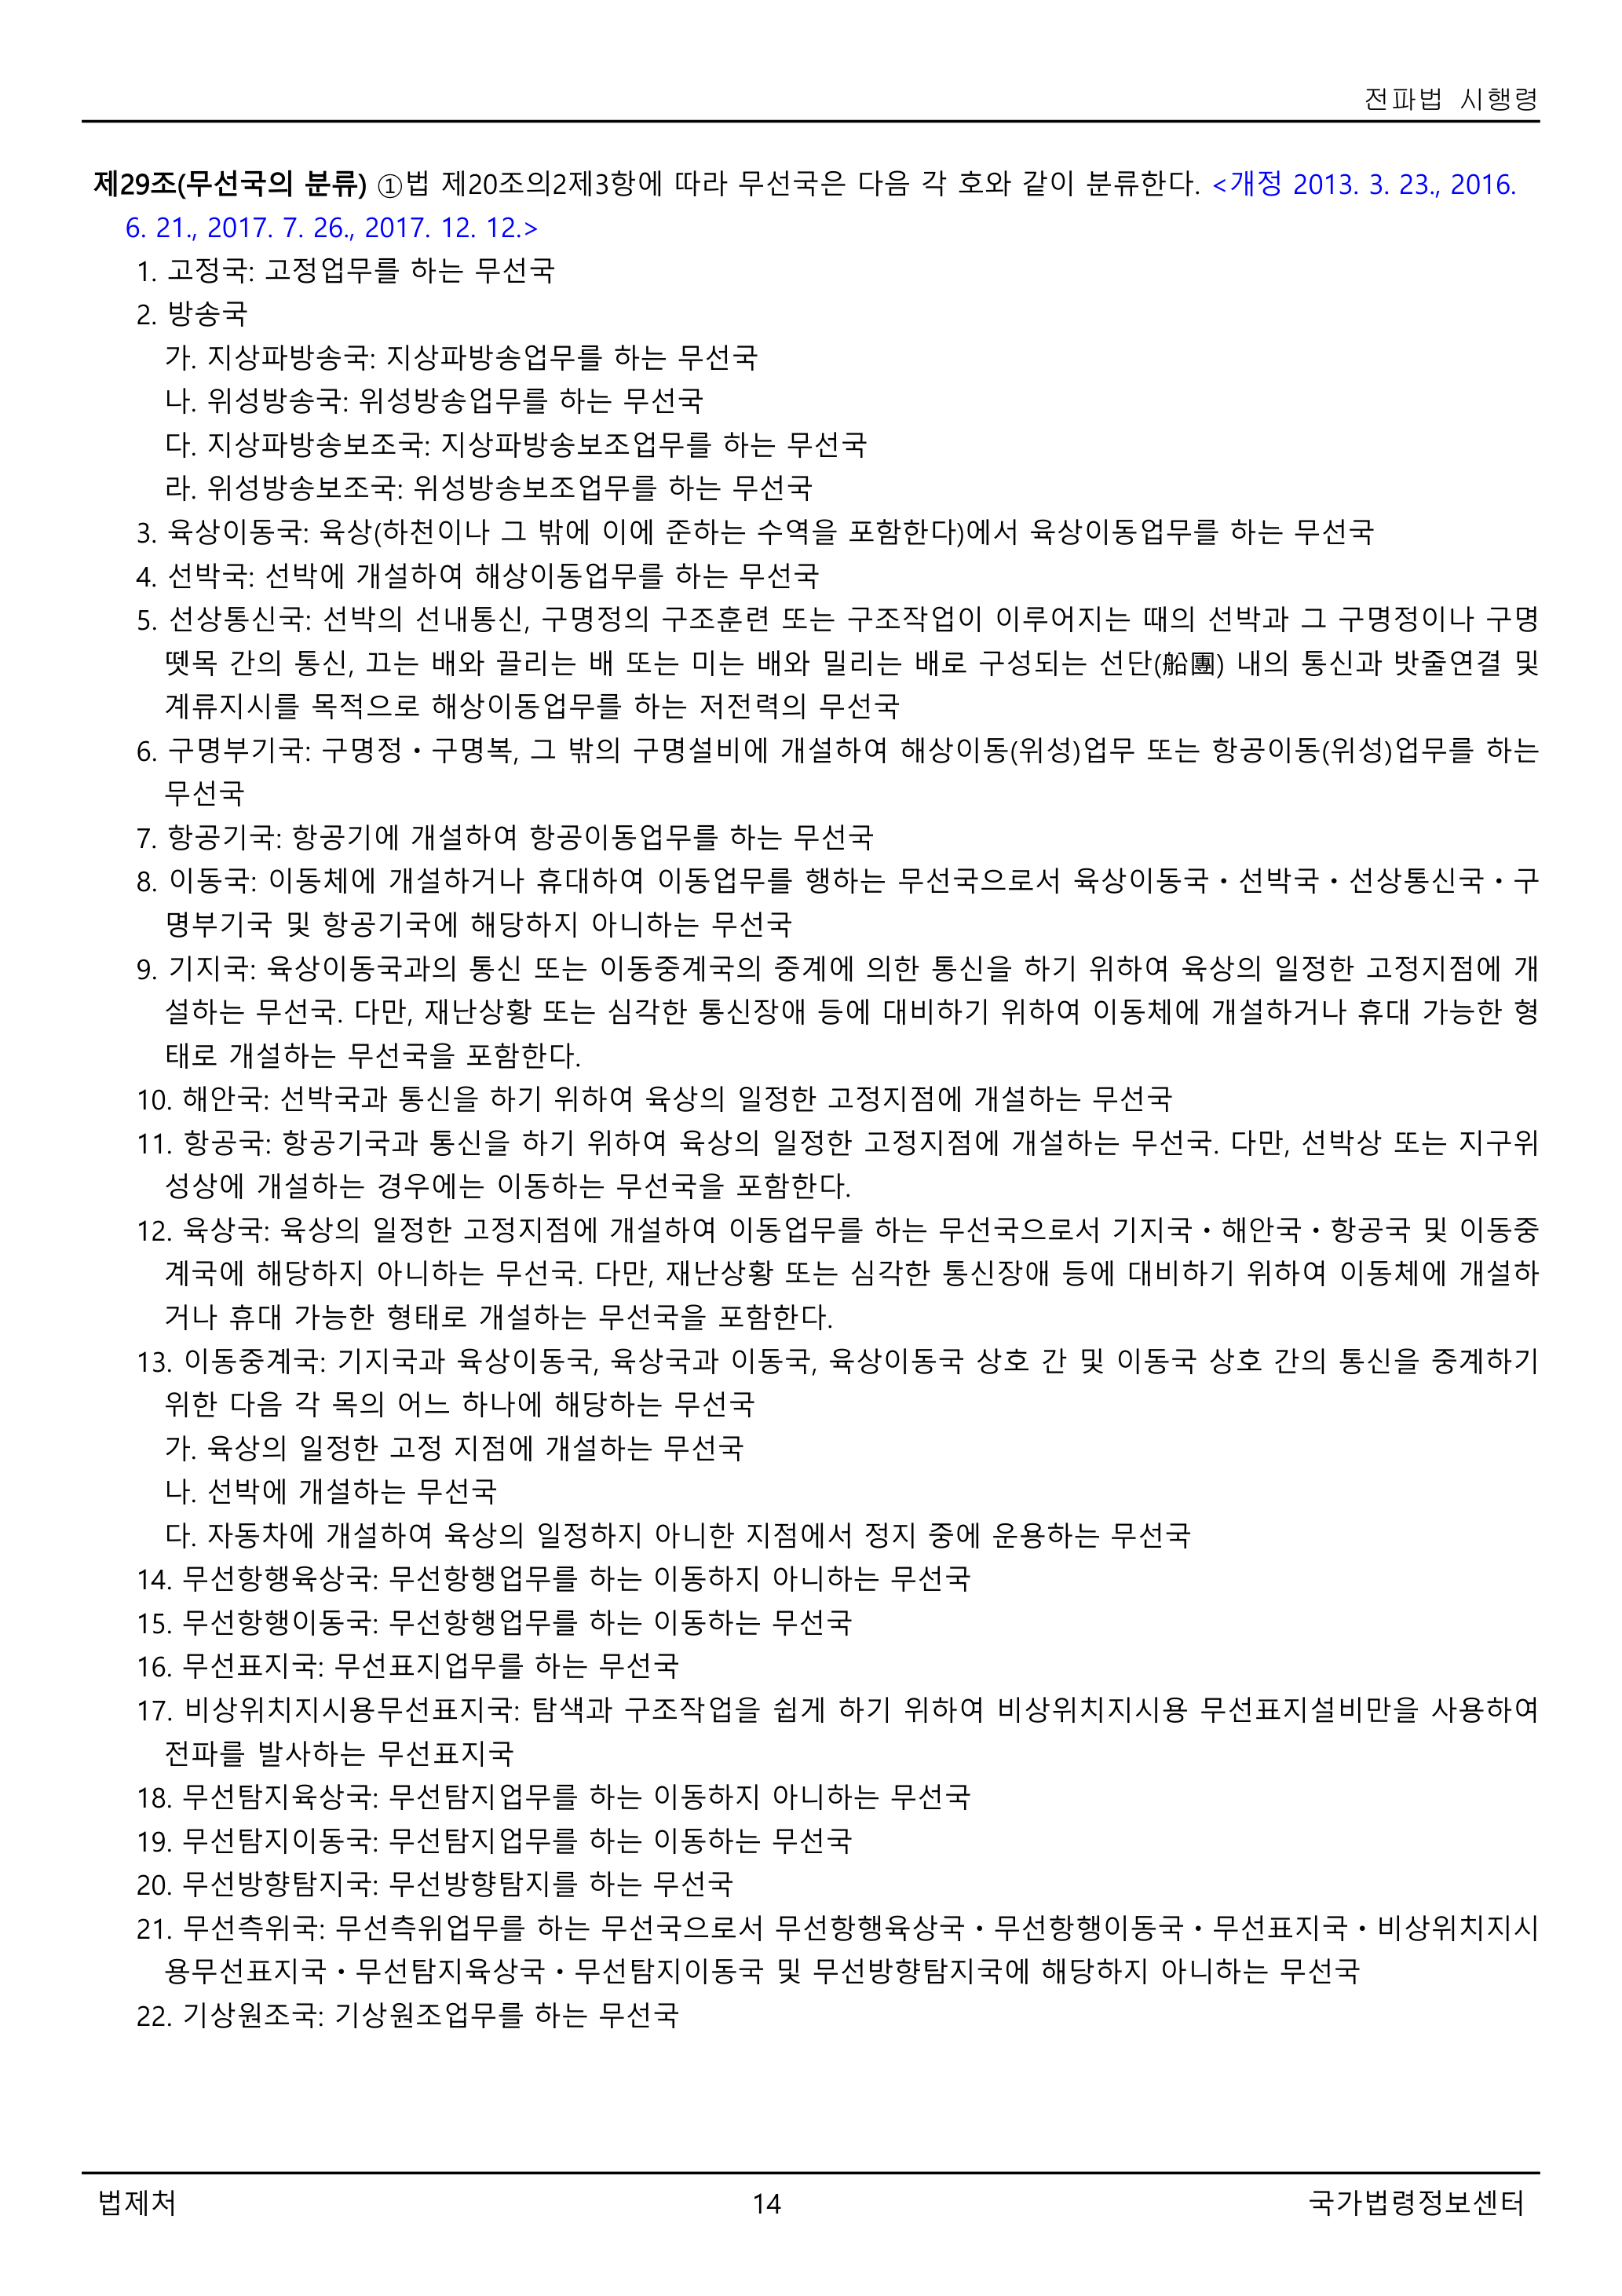 전파법 시행령
제29조(무선국의 분류) ①법 제20조의2제3항에 따라 무선국은 다음 각 호와 같이 분류한다. <개정 2013. 3. 23., 2016.
6. 21., 2017. 7. 26., 2017. 12. 12.>
1. 고정국: 고정업무를 하는 무선국
2. 방송국
가. 지상파방송국: 지상파방송업무를 하는 무선국
나. 위성방송국: 위성방송업무를 하는 무선국
다. 지상파방송보조국: 지상파방송보조업무를 하는 무선국
라. 위성방송보조국: 위성방송보조업무를 하는 무선국
3. 육상이동국: 육상(하천이나 그 밖에 이에 준하는 수역을 포함한다)에서 육상이동업무를 하는 무선국
4. 선박국: 선박에 개설하여 해상이동업무를 하는 무선국
5. 선상통신국: 선박의 선내통신, 구명정의 구조훈련 또는 구조작업이 이루어지는 때의 선박과 그 구명정이나 구명
뗏목 간의 통신, 끄는 배와 끌리는 배 또는 미는 배와 밀리는 배로 구성되는 선단(船團) 내의 통신과 밧줄연결 및
계류지시를 목적으로 해상이동업무를 하는 저전력의 무선국
6. 구명부기국: 구명정ㆍ구명복, 그 밖의 구명설비에 개설하여 해상이동(위성)업무 또는 항공이동(위성)업무를 하는
무선국
7. 항공기국: 항공기에 개설하여 항공이동업무를 하는 무선국
8. 이동국: 이동체에 개설하거나 휴대하여 이동업무를 행하는 무선국으로서 육상이동국ㆍ선박국ㆍ선상통신국ㆍ구
명부기국 및 항공기국에 해당하지 아니하는 무선국
9. 기지국: 육상이동국과의 통신 또는 이동중계국의 중계에 의한 통신을 하기 위하여 육상의 일정한 고정지점에 개
설하는 무선국. 다만, 재난상황 또는 심각한 통신장애 등에 대비하기 위하여 이동체에 개설하거나 휴대 가능한 형
태로 개설하는 무선국을 포함한다.
10. 해안국: 선박국과 통신을 하기 위하여 육상의 일정한 고정지점에 개설하는 무선국
11. 항공국: 항공기국과 통신을 하기 위하여 육상의 일정한 고정지점에 개설하는 무선국. 다만, 선박상 또는 지구위
성상에 개설하는 경우에는 이동하는 무선국을 포함한다.
12. 육상국: 육상의 일정한 고정지점에 개설하여 이동업무를 하는 무선국으로서 기지국ㆍ해안국ㆍ항공국 및 이동중
계국에 해당하지 아니하는 무선국. 다만, 재난상황 또는 심각한 통신장애 등에 대비하기 위하여 이동체에 개설하
거나 휴대 가능한 형태로 개설하는 무선국을 포함한다.
13. 이동중계국: 기지국과 육상이동국, 육상국과 이동국, 육상이동국 상호 간 및 이동국 상호 간의 통신을 중계하기
위한 다음 각 목의 어느 하나에 해당하는 무선국
가. 육상의 일정한 고정 지점에 개설하는 무선국
나. 선박에 개설하는 무선국
다. 자동차에 개설하여 육상의 일정하지 아니한 지점에서 정지 중에 운용하는 무선국
14. 무선항행육상국: 무선항행업무를 하는 이동하지 아니하는 무선국
15. 무선항행이동국: 무선항행업무를 하는 이동하는 무선국
16. 무선표지국: 무선표지업무를 하는 무선국
17. 비상위치지시용무선표지국: 탐색과 구조작업을 쉽게 하기 위하여 비상위치지시용 무선표지설비만을 사용하여
전파를 발사하는 무선표지국
18. 무선탐지육상국: 무선탐지업무를 하는 이동하지 아니하는 무선국
19. 무선탐지이동국: 무선탐지업무를 하는 이동하는 무선국
20. 무선방향탐지국: 무선방향탐지를 하는 무선국
21. 무선측위국: 무선측위업무를 하는 무선국으로서 무선항행육상국ㆍ무선항행이동국ㆍ무선표지국ㆍ비상위치지시
용무선표지국ㆍ무선탐지육상국ㆍ무선탐지이동국 및 무선방향탐지국에 해당하지 아니하는 무선국
22. 기상원조국: 기상원조업무를 하는 무선국
법제처 14 국가법령정보센터